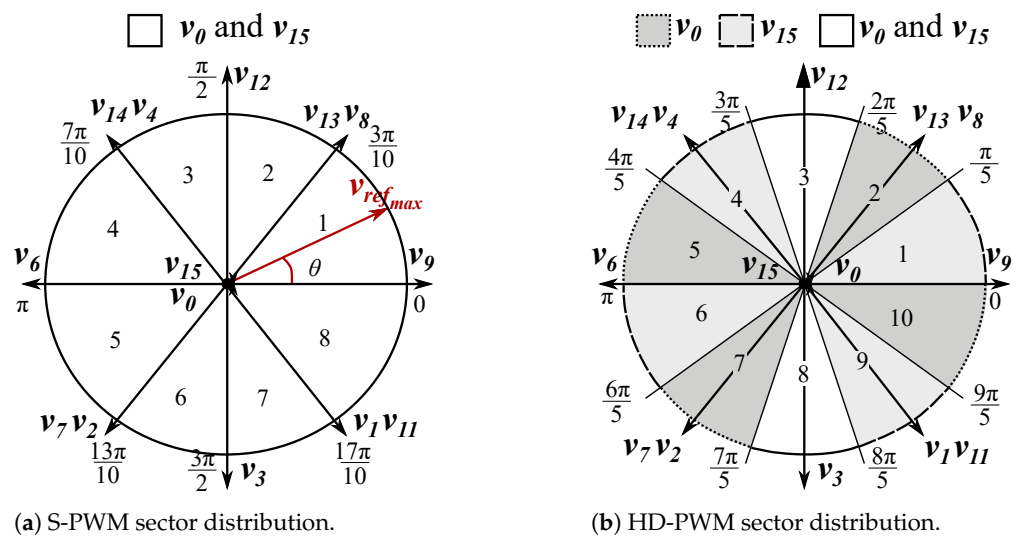 v0 and v15
π/2
v12
v14 v4
v13 v8
7π/10
3π/10
vrefmax
3
2
1
4
θ
v6
v15
v9
v0
π
0
5
8
6
7
v7 v2
v1 v11
13π/10
3π/2
v3
17π/10
(a) S-PWM sector distribution.
v0 v15 v0 and v15
v12
v14 v4
3π/5
2π/5
v13 v8
4π/5
π/5
3
4
2
5
1
v6
v15
v0
v9
π
0
6
10
7
8
9
6π/5
9π/5
v7 v2
7π/5
v3
8π/5
v1 v11
(b) HD-PWM sector distribution.